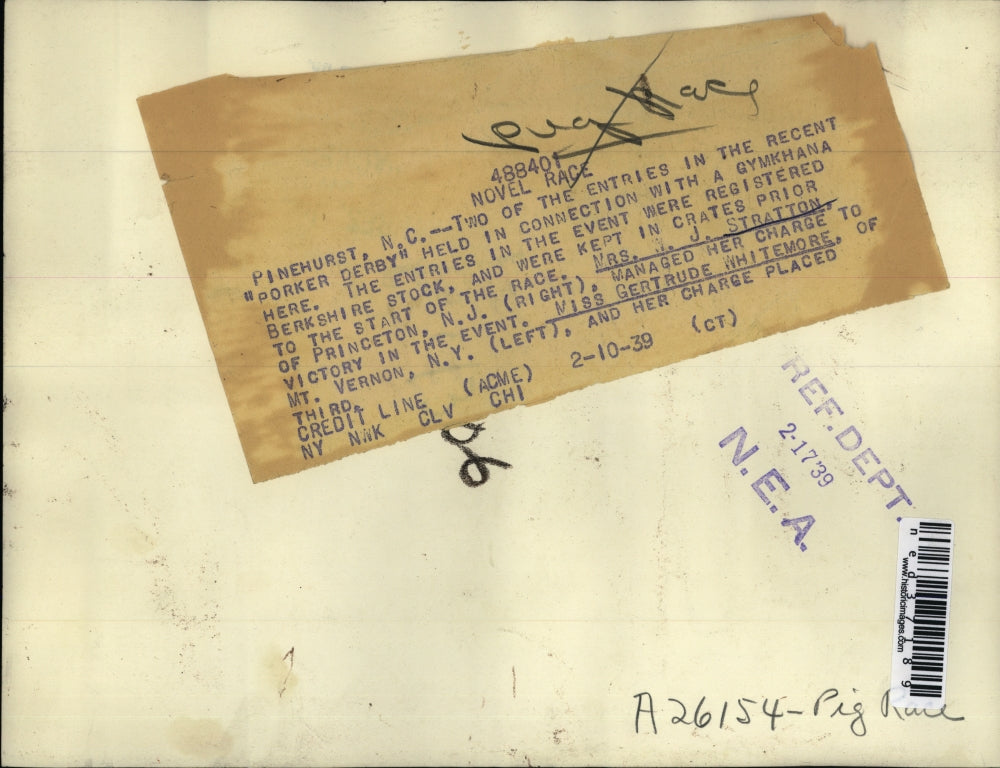 Pig Race
488401
NOVEL RACE
PINEHURST, N.C.--TWO OF THE ENTRIES IN THE RECENT
"PORKER DERBY" HELD IN CONNECTION WITH A GYMKHANA
HERE. THE ENTRIES IN THE EVENT WERE REGISTERED
BERKSHIRE STOCK, AND WERE KEPT IN CRATES PRIOR
TO THE START OF THE RACE. MRS. J. STRATTON,
OF PRINCETON, N.J. (RIGHT), MANAGED HER CHARGE TO
VICTORY IN THE EVENT. MISS GERTRUDE WHITEMORE, OF
MT. VERNON, N.Y. (LEFT), AND HER CHARGE PLACED
THIRD.
CREDIT LINE (ACME) 2-10-39 (CT)
NY NWK CLV CHI
REF. DEPT.
2-17'39
N.E.A.
www.historicimages.com
A26154-Pig Race